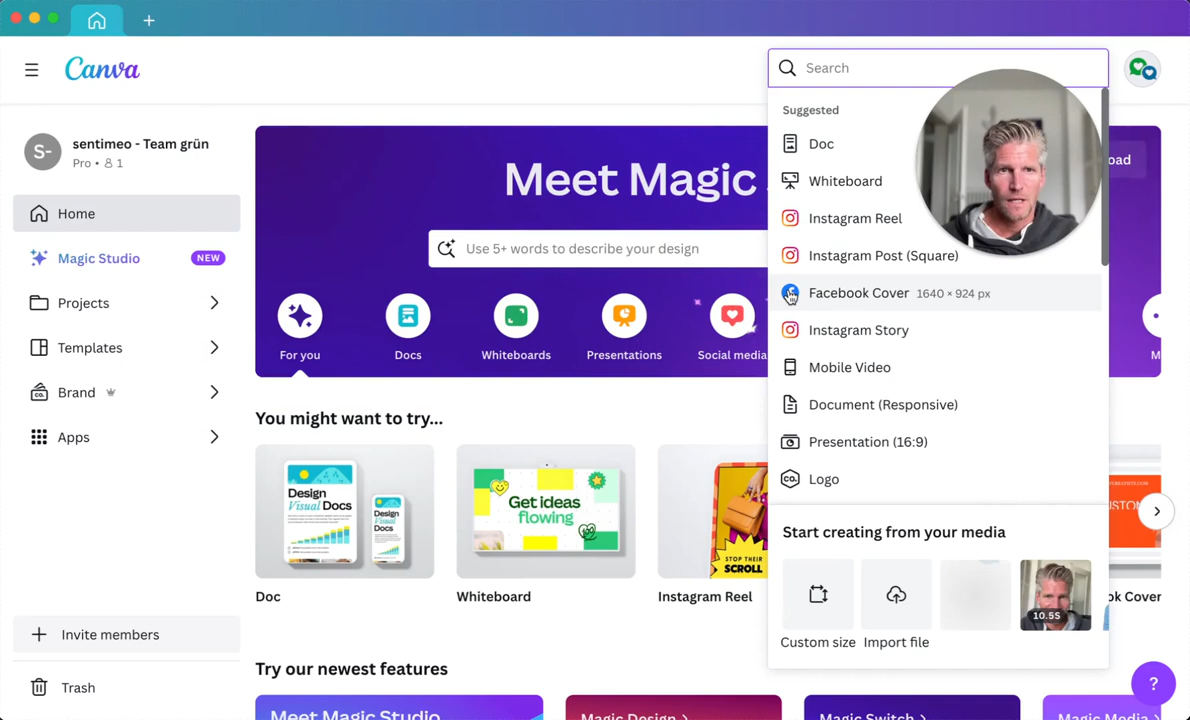 Canva
Search
sentimeo - Team grün
Pro • 1
S-
Home
Magic Studio NEW
Projects
Templates
Brand
Apps
Invite members
Trash
Meet Magic
Use 5+ words to describe your design
For you
Docs
Whiteboards
Presentations
Social media
Suggested
Doc
Whiteboard
Instagram Reel
Instagram Post (Square)
Facebook Cover 1640 × 924 px
Instagram Story
Mobile Video
Document (Responsive)
Presentation (16:9)
Logo
Start creating from your media
10.5S
Custom size
Import file
You might want to try...
Design
Visual Docs
Design
Visual
Docs
Get ideas
flowing
STOP THEIR
SCROLL
Doc
Whiteboard
Instagram Reel
Cover
Try our newest features
Meet Magic Studio
Magic Design >
Magic Switch >
Magic Media >
?